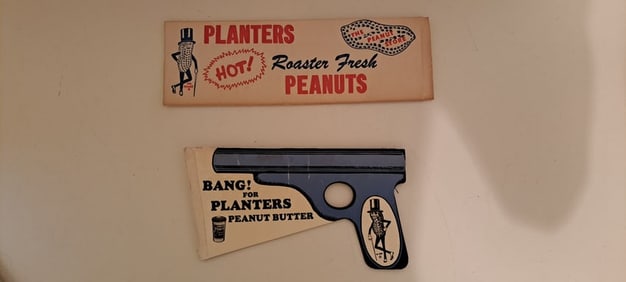 PLANTERS
HOT!
Roaster Fresh
PEANUTS
THE
PEANUT
STORE
BANG!
FOR
PLANTERS
PEANUT BUTTER